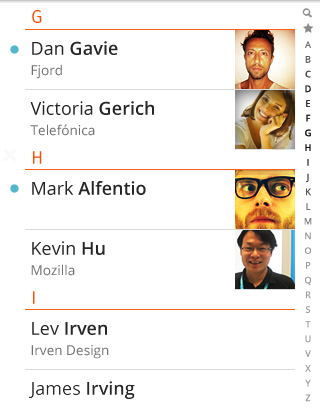 G
Dan Gavie
Fjord
Victoria Gerich
Telefónica
H
Mark Alfentio
Kevin Hu
Mozilla
I
Lev Irven
Irven Design
James Irving
A
B
C
D
E
F
G
H
I
J
K
L
M
N
O
P
Q
R
S
T
U
V
X
Y
Z